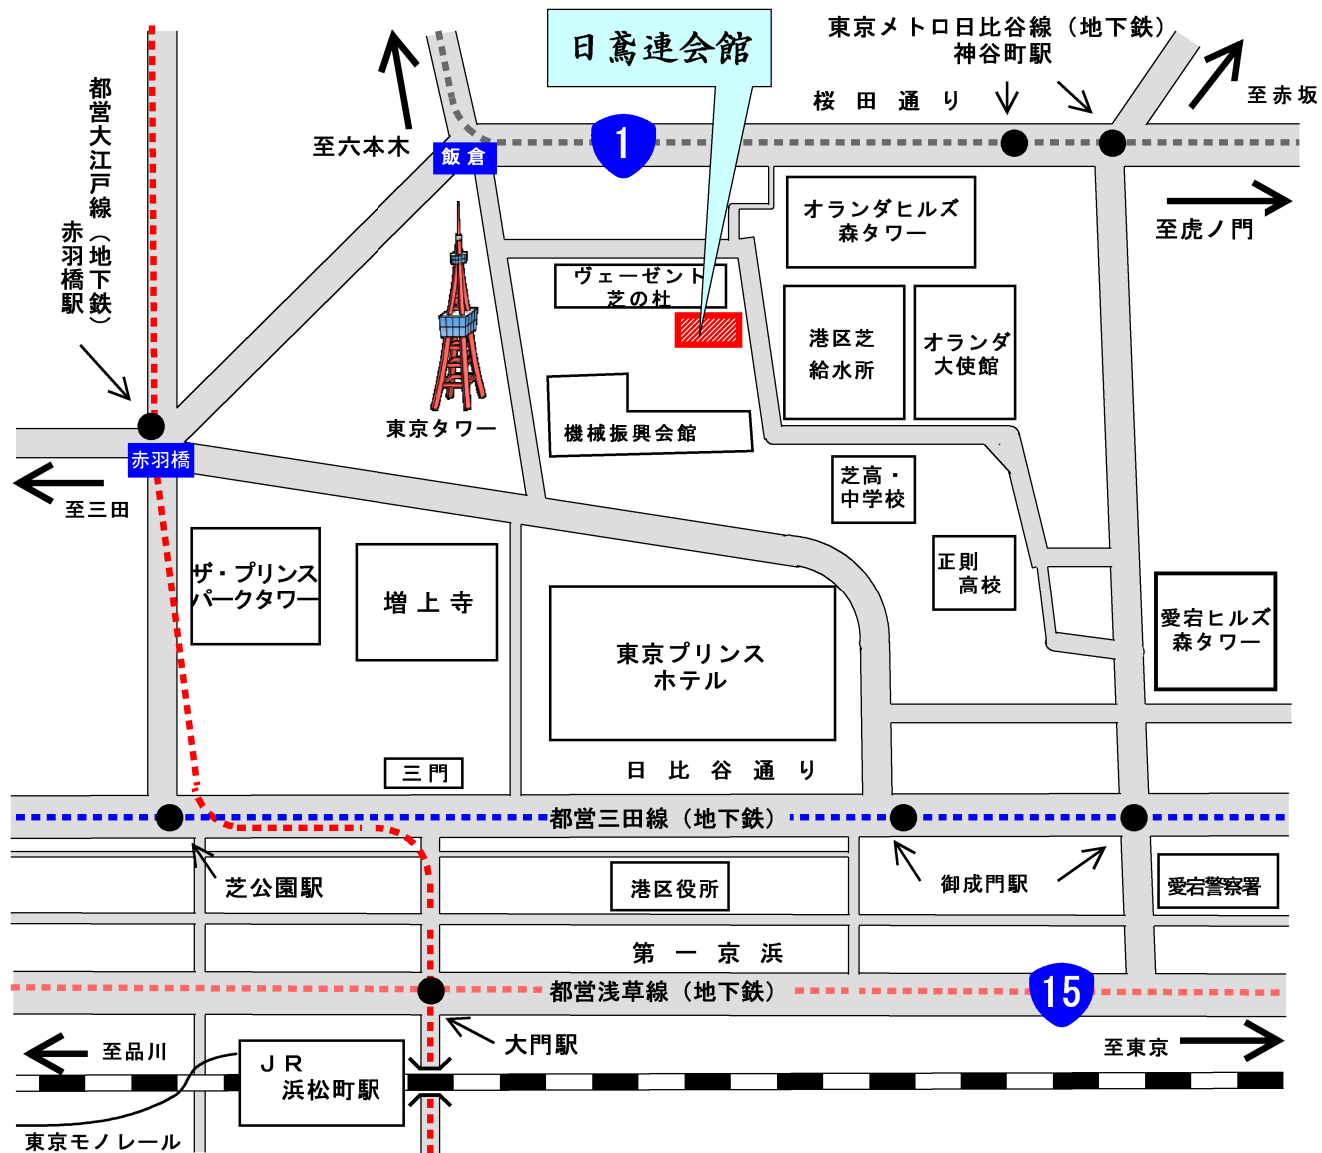 日鳶連会館
東京メトロ日比谷線(地下鉄)
神谷町駅
桜田通り
至赤坂
都営大江戸線(地下鉄)
赤羽橋駅
至六本木
飯倉
1
至虎ノ門
オランダヒルズ
森タワー
ヴェーゼント
芝の杜
港区芝
給水所
オランダ
大使館
東京タワー
機械振興会館
赤羽橋
至三田
芝高・
中学校
正則
高校
ザ・プリンス
パークタワー
増上寺
東京プリンス
ホテル
愛宕ヒルズ
森タワー
三門
日比谷通り
都営三田線(地下鉄)
芝公園駅
港区役所
御成門駅
愛宕警察署
第一京浜
都営浅草線(地下鉄)
15
大門駅
至品川
至東京
JR
浜松町駅
東京モノレール